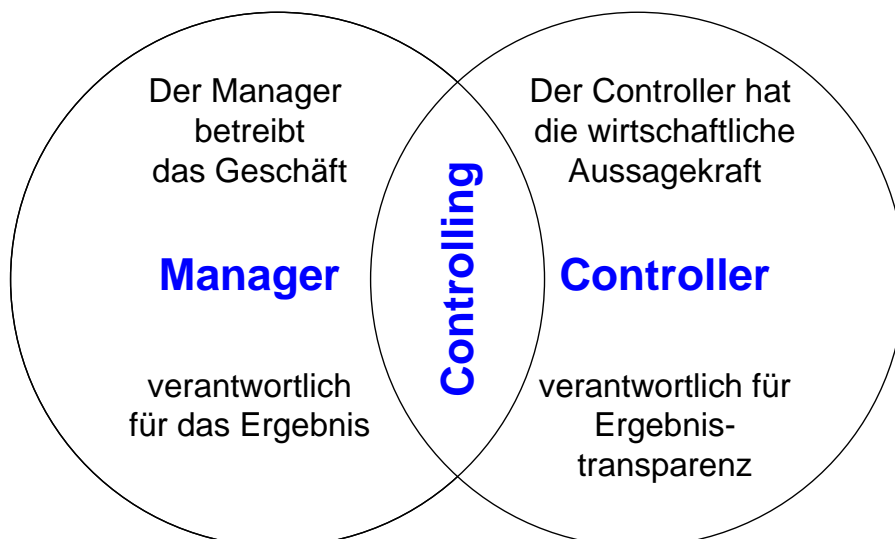 Der Manager
betreibt
das Geschäft
Manager
verantwortlich
für das Ergebnis
Controlling
Der Controller hat
die wirtschaftliche
Aussagekraft
Controller
verantwortlich für
Ergebnis-
transparenz